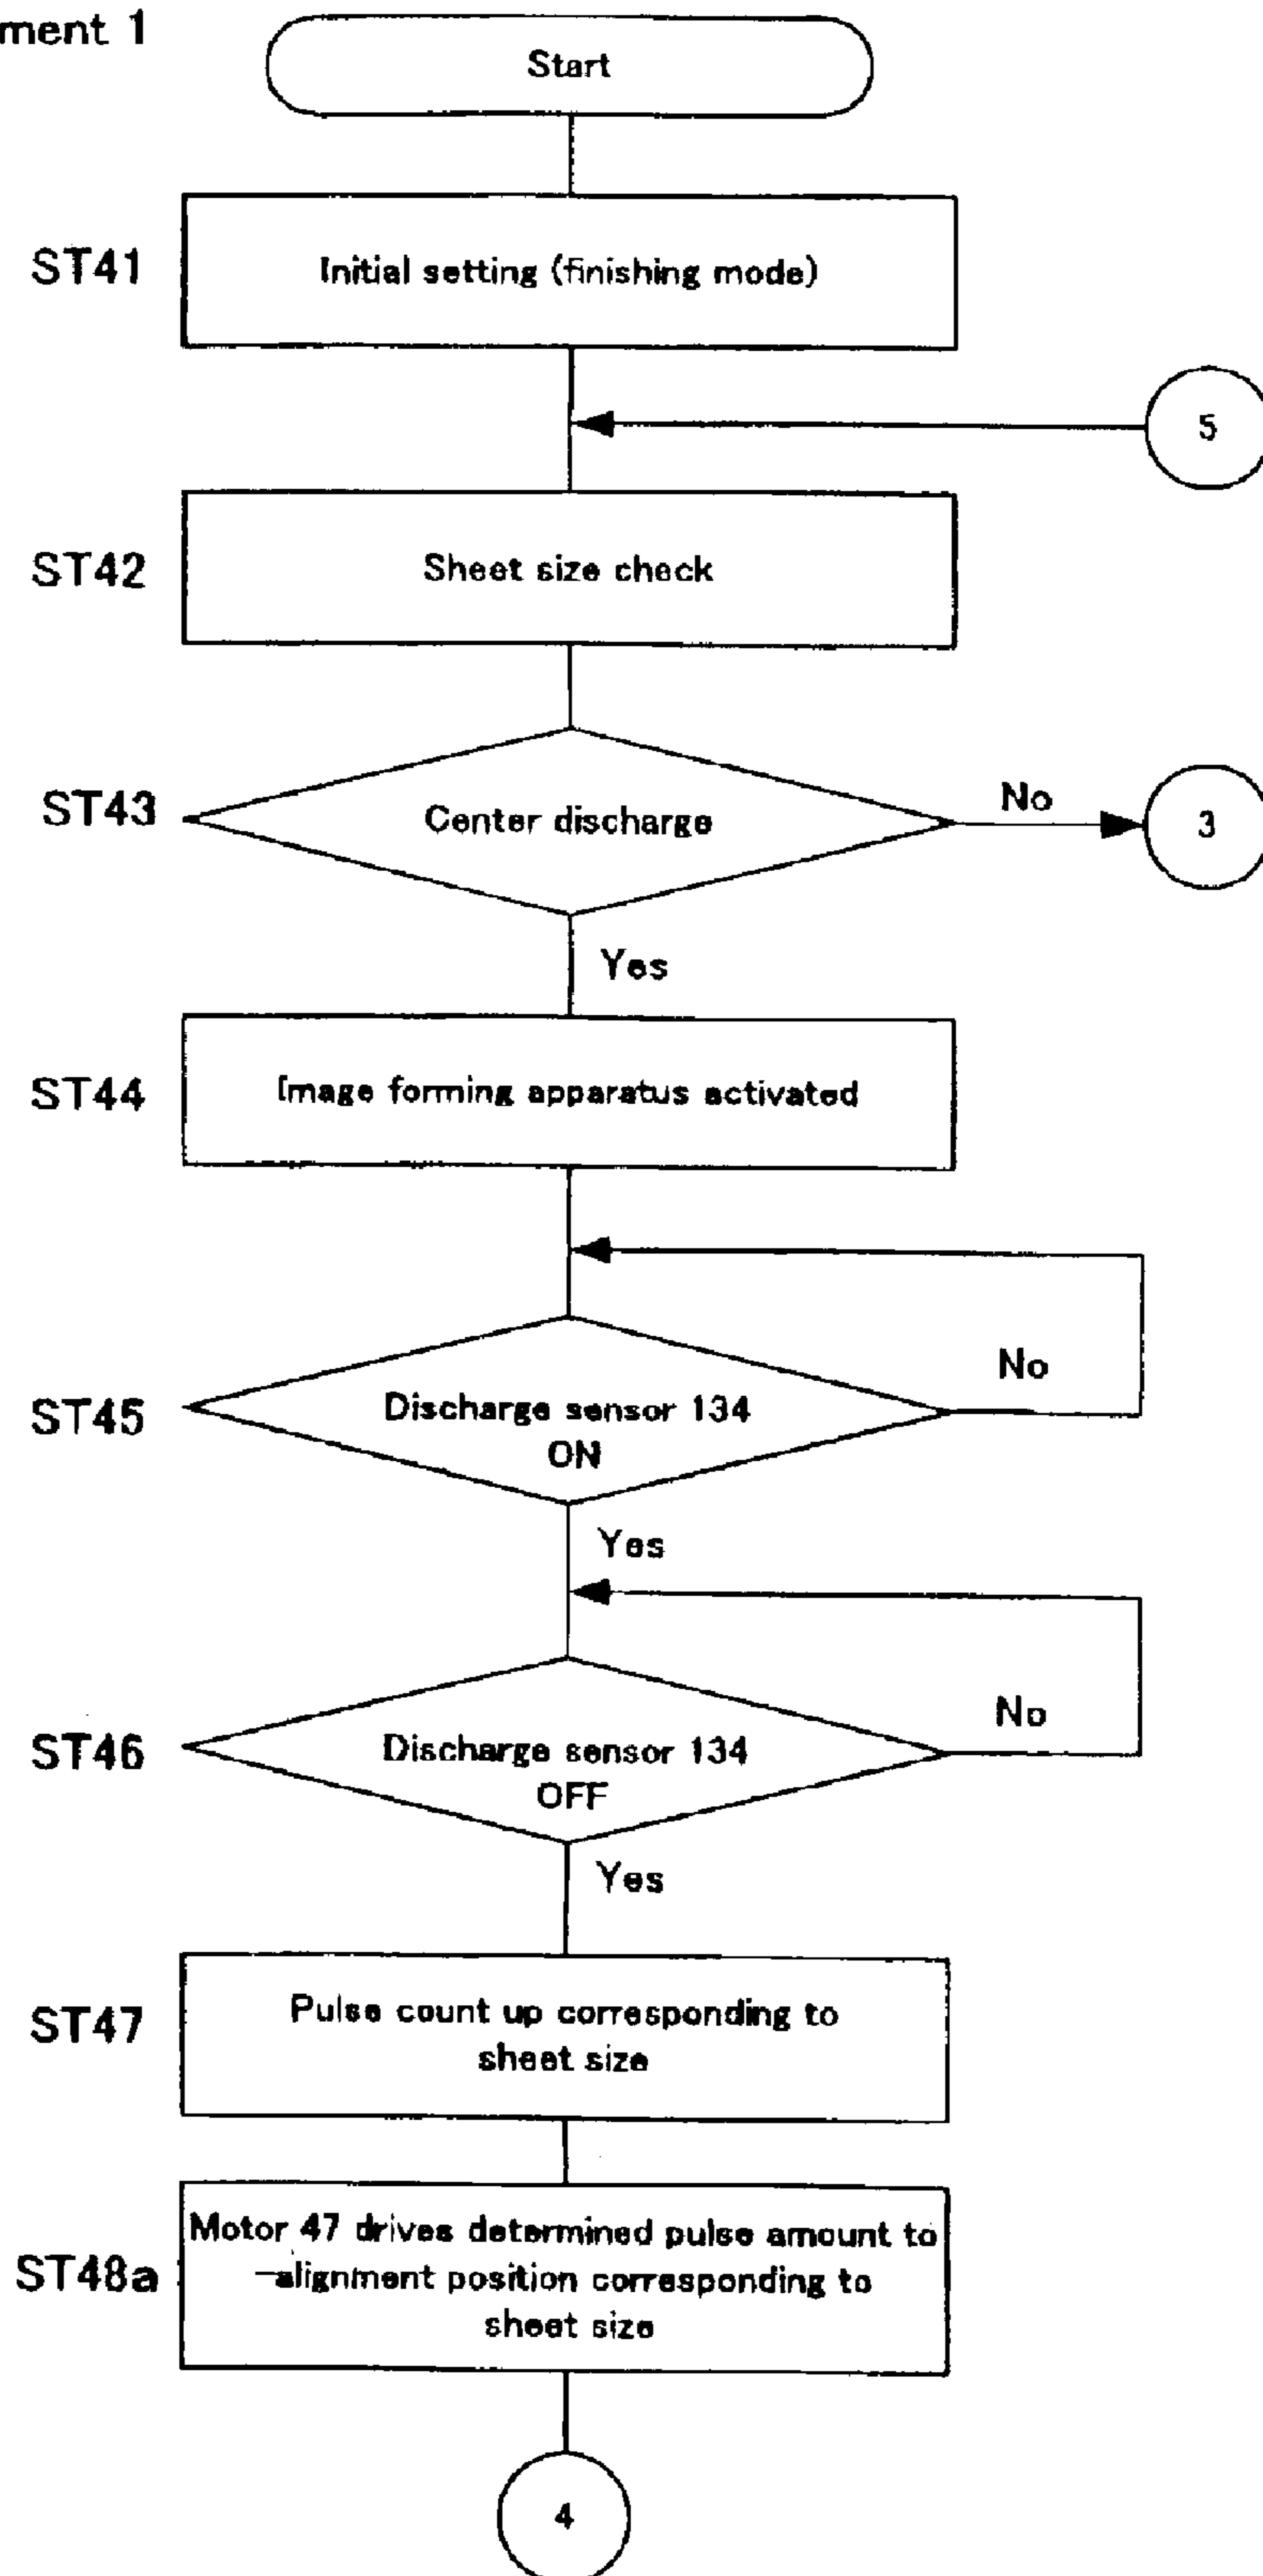 ment 1
Start
ST41
Initial setting (finishing mode)
5
ST42
Sheet size check
ST43
Center discharge
No
3
Yes
ST44
Image forming apparatus activated
No
ST45
Discharge sensor 134
ON
Yes
No
ST46
Discharge sensor 134
OFF
Yes
ST47
Pulse count up corresponding to
sheet size
ST48a
Motor 47 drives determined pulse amount to
alignment position corresponding to
sheet size
4